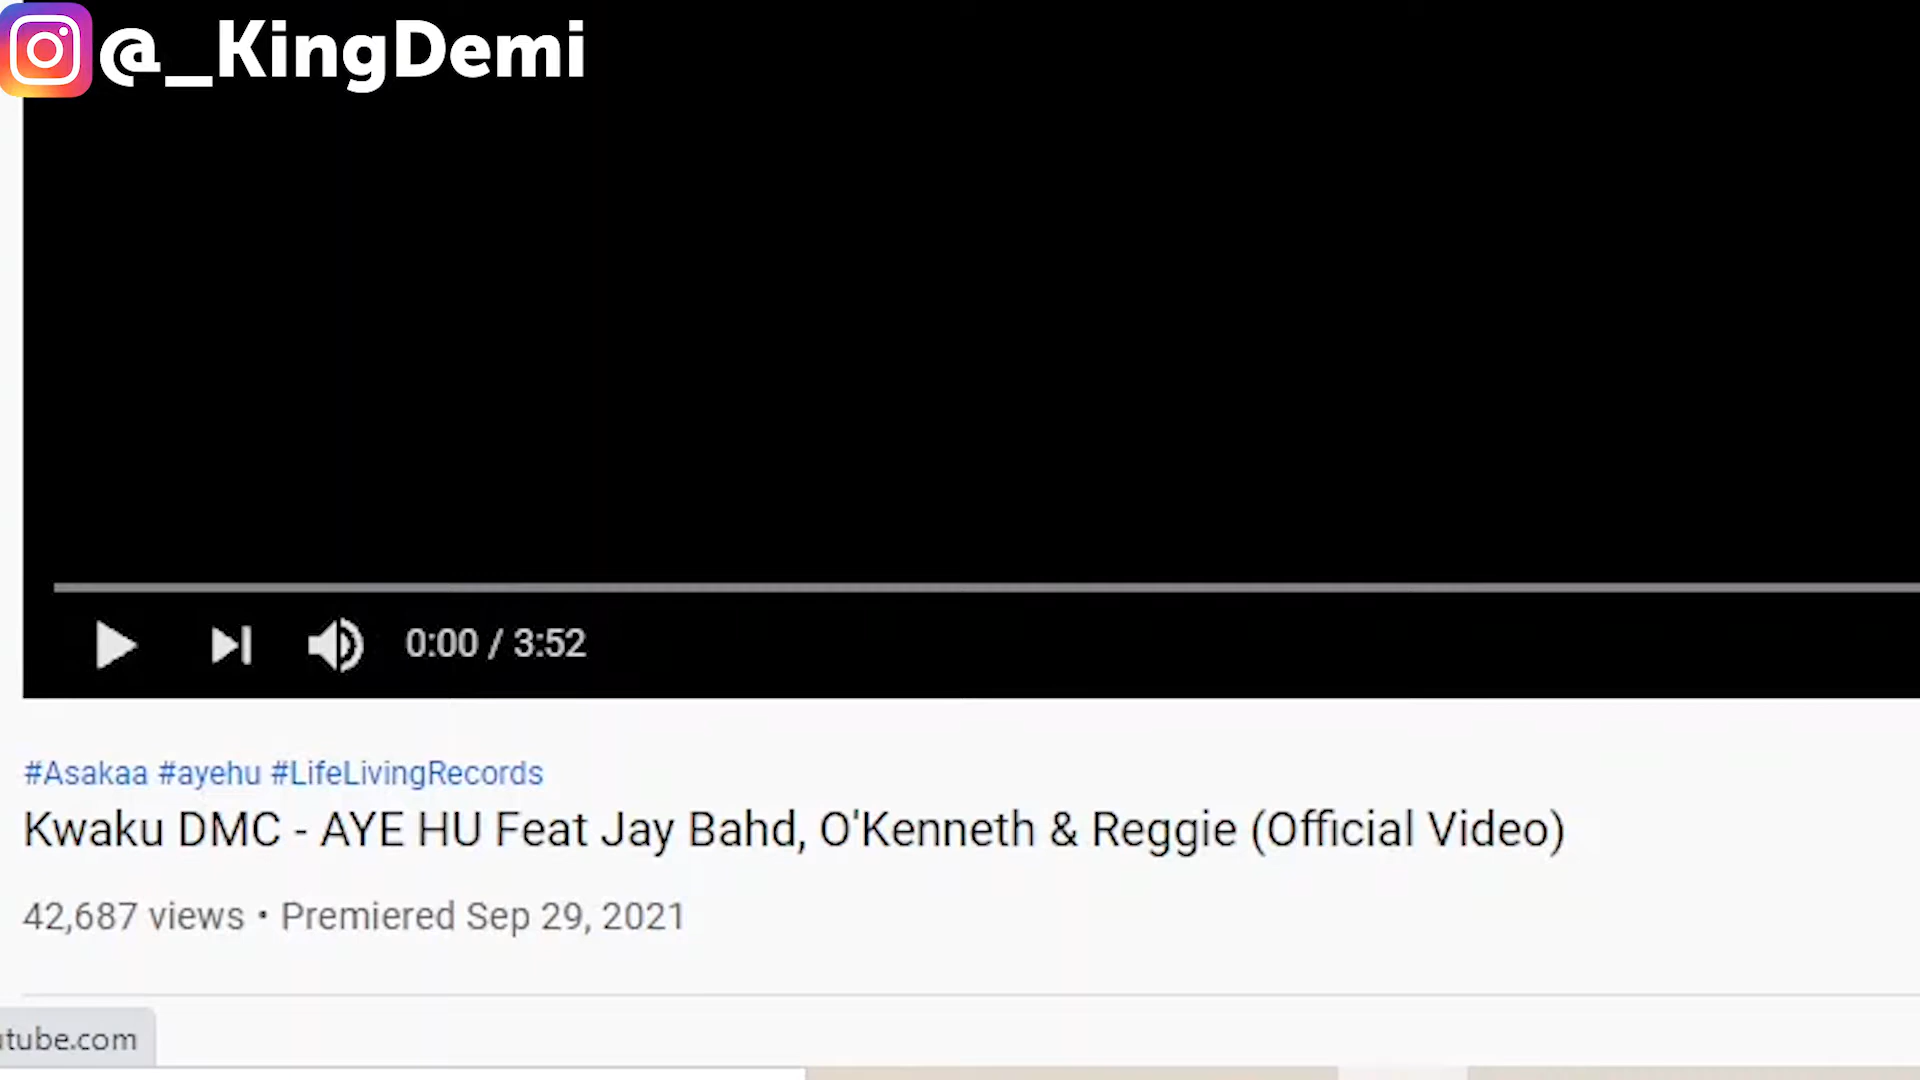 @_KingDemi
0:00 / 3:52
#Asakaa #ayehu #LifeLivingRecords
Kwaku DMC - AYE HU Feat Jay Bahd, O'Kenneth & Reggie (Official Video)
42,687 views • Premiered Sep 29, 2021
utube.com